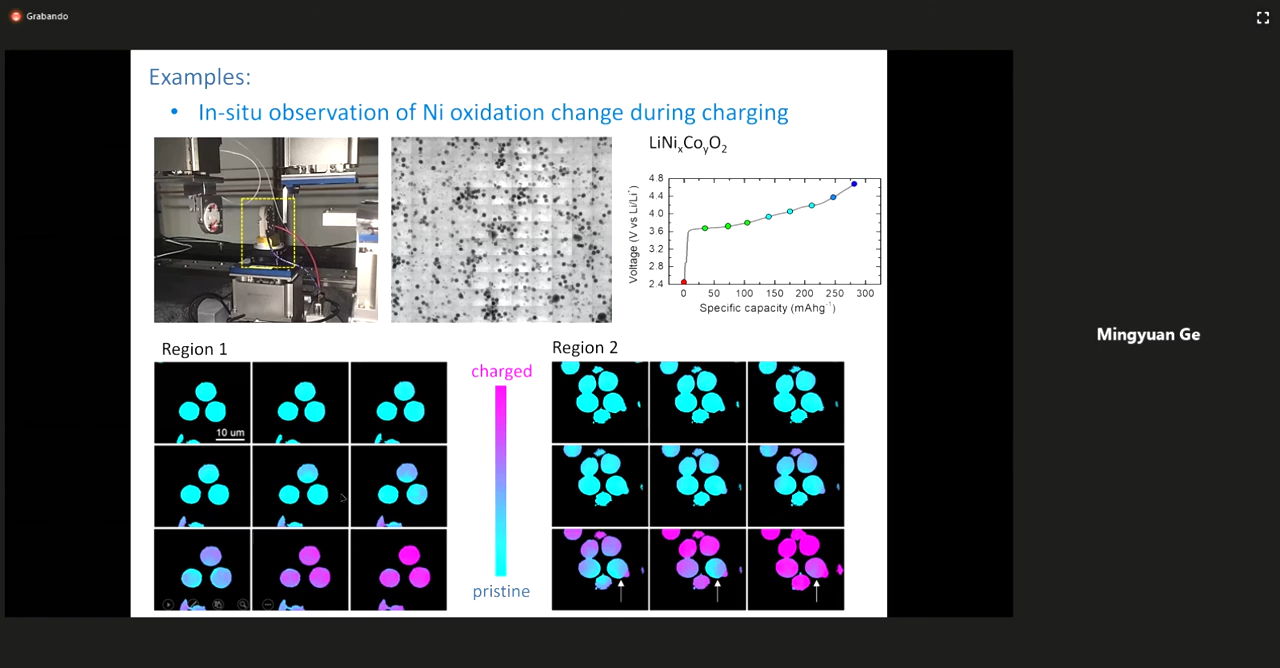 Grabando
Examples:
• In-situ observation of Ni oxidation change during charging
LiNixCoyO2
4.8
4.4
4.0
3.6
3.2
2.8
2.4
Voltage (V vs Li/Li⁺)
0 50 100 150 200 250 300
Specific capacity (mAhg⁻¹)
Mingyuan Ge
Region 1
10 um
charged
pristine
Region 2